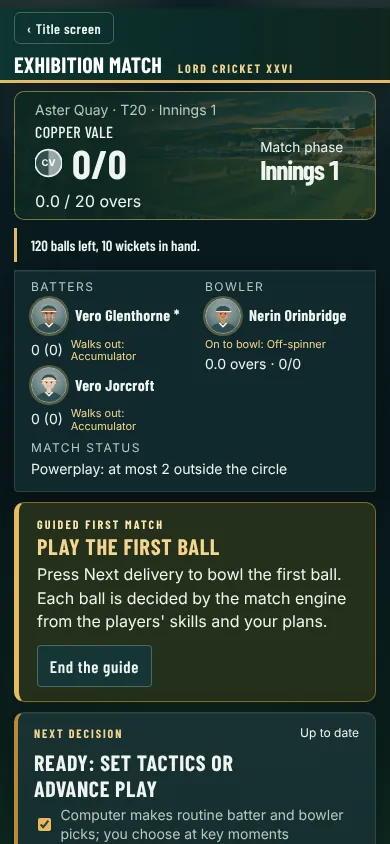 ‹ Title screen
EXHIBITION MATCH LORD CRICKET XXVI
Aster Quay · T20 · Innings 1
COPPER VALE
CV 0/0
0.0 / 20 overs
Match phase
Innings 1
120 balls left, 10 wickets in hand.
BATTERS
Vero Glenthorne *
0 (0) Walks out: Accumulator
Vero Jorcroft
0 (0) Walks out: Accumulator
BOWLER
Nerin Orinbridge
On to bowl: Off-spinner
0.0 overs · 0/0
MATCH STATUS
Powerplay: at most 2 outside the circle
GUIDED FIRST MATCH
PLAY THE FIRST BALL
Press Next delivery to bowl the first ball.
Each ball is decided by the match engine
from the players' skills and your plans.
End the guide
NEXT DECISION
Up to date
READY: SET TACTICS OR
ADVANCE PLAY
Computer makes routine batter and bowler
picks; you choose at key moments